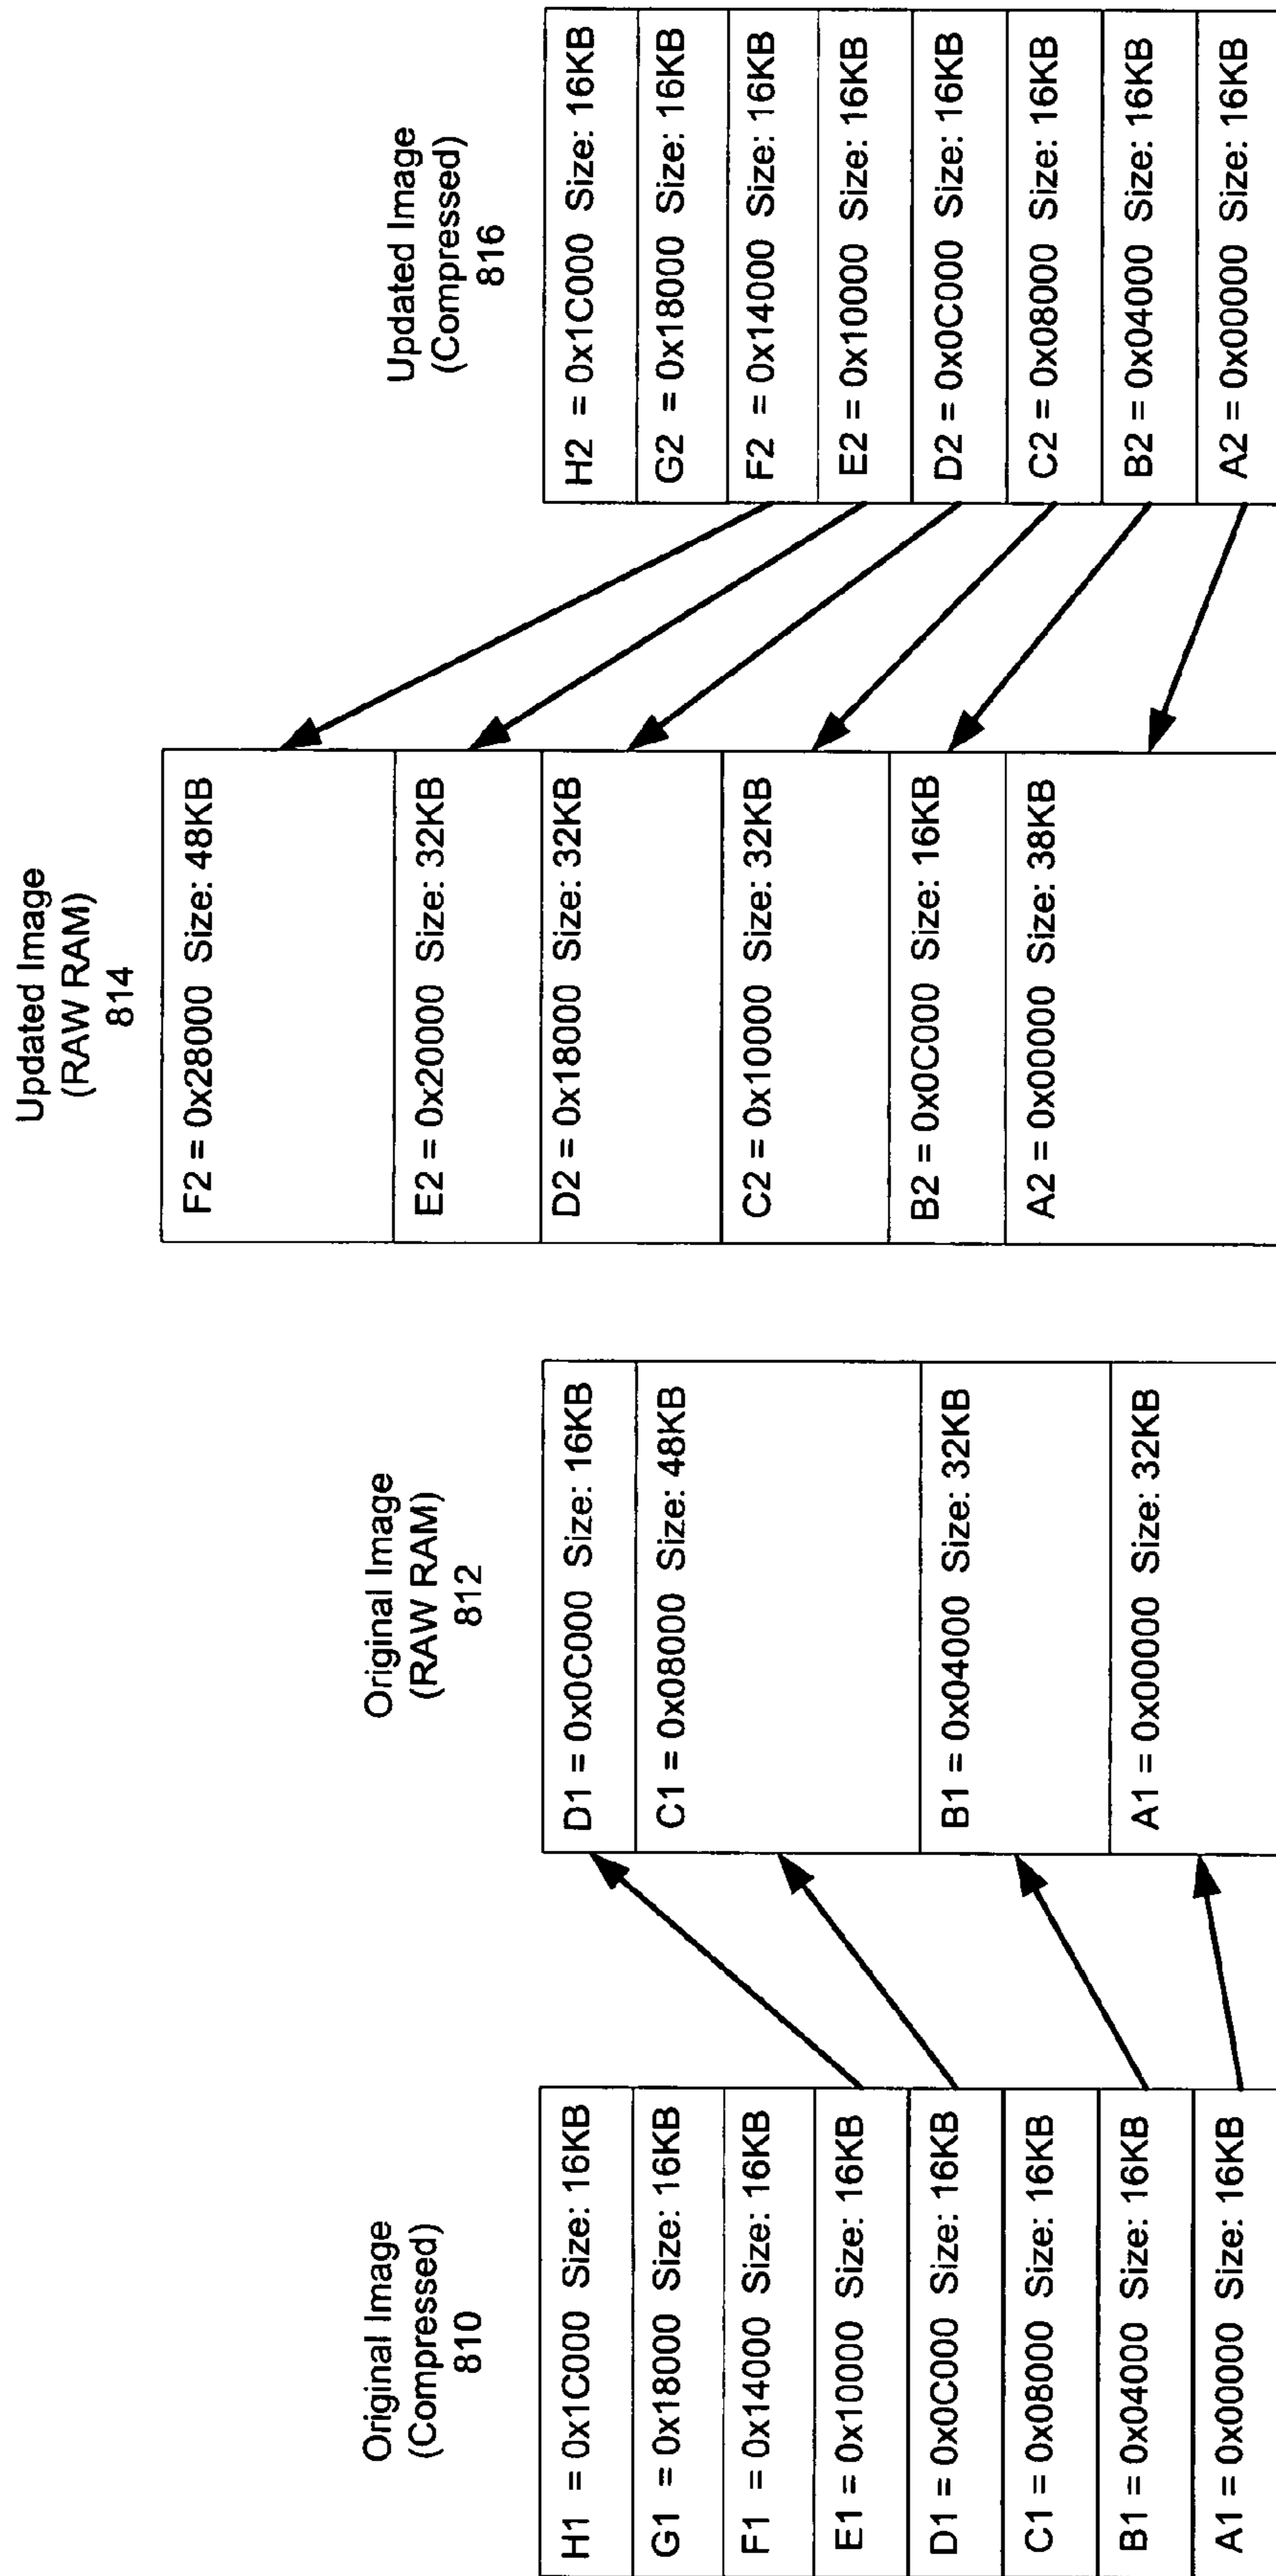 Original Image
(Compressed)
810
H1 = 0x1C000 Size: 16KB
G1 = 0x18000 Size: 16KB
F1 = 0x14000 Size: 16KB
E1 = 0x10000 Size: 16KB
D1 = 0x0C000 Size: 16KB
C1 = 0x08000 Size: 16KB
B1 = 0x04000 Size: 16KB
A1 = 0x00000 Size: 16KB
Original Image
(RAW RAM)
812
D1 = 0x0C000 Size: 16KB
C1 = 0x08000 Size: 48KB
B1 = 0x04000 Size: 32KB
A1 = 0x00000 Size: 32KB
Updated Image
(RAW RAM)
814
F2 = 0x28000 Size: 48KB
E2 = 0x20000 Size: 32KB
D2 = 0x18000 Size: 32KB
C2 = 0x10000 Size: 32KB
B2 = 0x0C000 Size: 16KB
A2 = 0x00000 Size: 38KB
Updated Image
(Compressed)
816
H2 = 0x1C000 Size: 16KB
G2 = 0x18000 Size: 16KB
F2 = 0x14000 Size: 16KB
E2 = 0x10000 Size: 16KB
D2 = 0x0C000 Size: 16KB
C2 = 0x08000 Size: 16KB
B2 = 0x04000 Size: 16KB
A2 = 0x00000 Size: 16KB